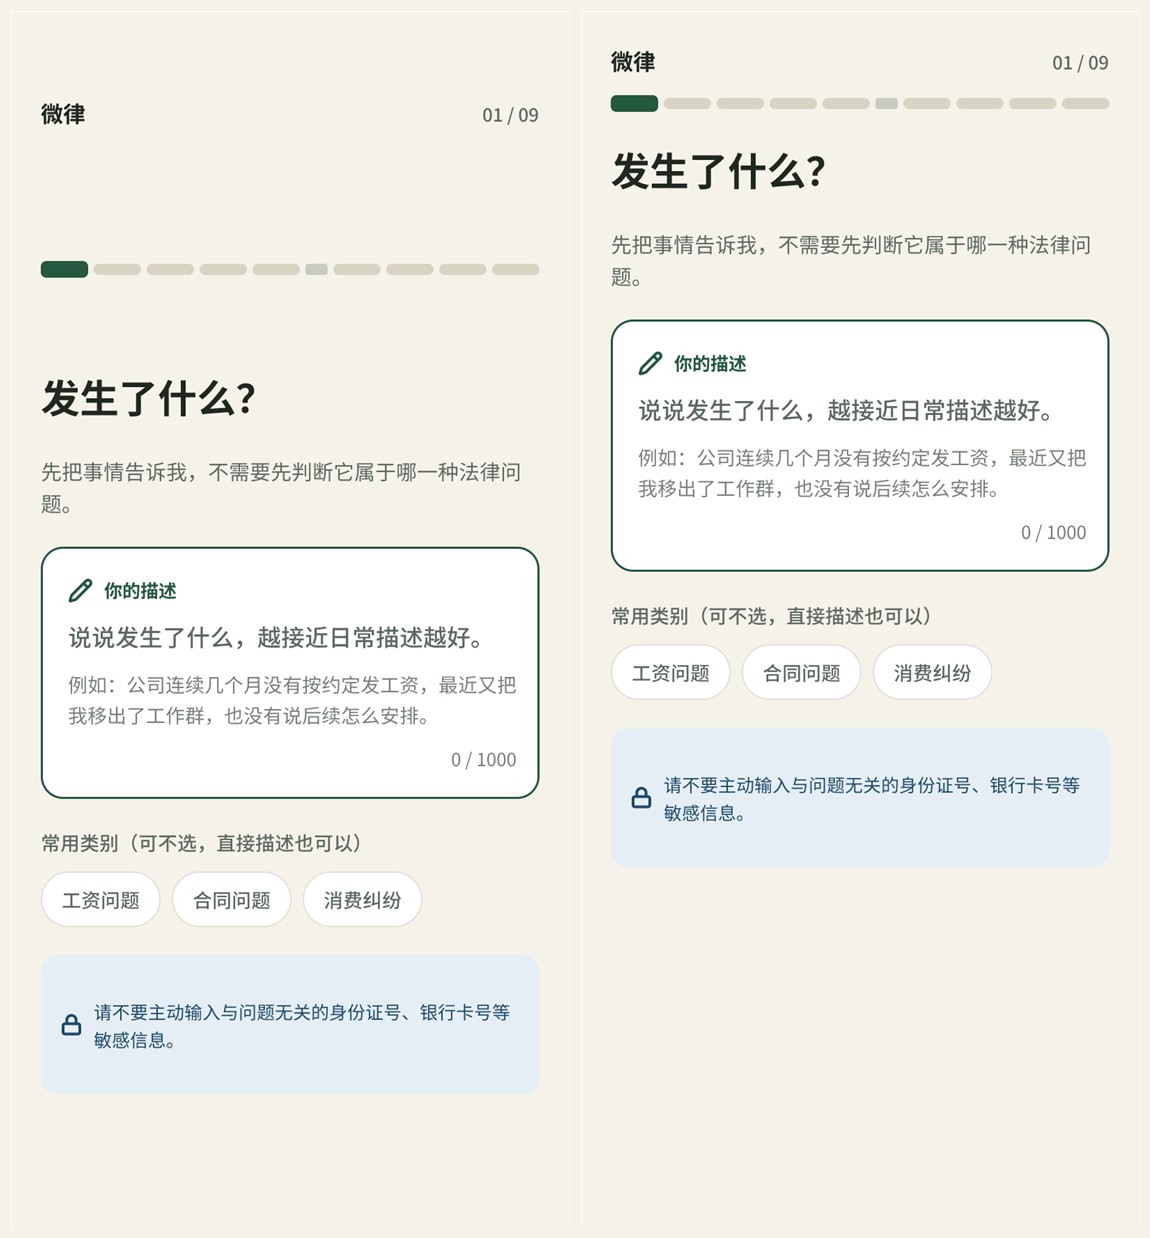 微律
01 / 09
发生了什么？
先把事情告诉我，不需要先判断它属于哪一种法律问
题。
你的描述
说说发生了什么，越接近日常描述越好。
例如：公司连续几个月没有按约定发工资，最近又把
我移出了工作群，也没有说后续怎么安排。
0 / 1000
常用类别（可不选，直接描述也可以）
工资问题
合同问题
消费纠纷
请不要主动输入与问题无关的身份证号、银行卡号等
敏感信息。
微律
01 / 09
发生了什么？
先把事情告诉我，不需要先判断它属于哪一种法律问
题。
你的描述
说说发生了什么，越接近日常描述越好。
例如：公司连续几个月没有按约定发工资，最近又把
我移出了工作群，也没有说后续怎么安排。
0 / 1000
常用类别（可不选，直接描述也可以）
工资问题
合同问题
消费纠纷
请不要主动输入与问题无关的身份证号、银行卡号等
敏感信息。